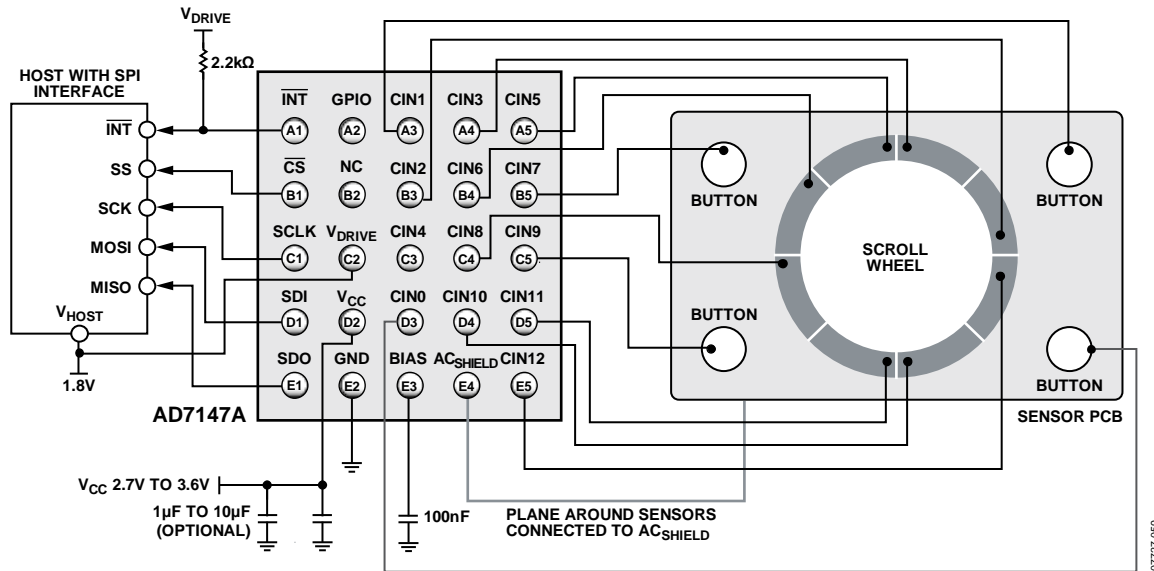 VDRIVE
2.2kΩ
HOST WITH SPI
INTERFACE
INT
SS
SCK
MOSI
MISO
VHOST
1.8V
INT GPIO CIN1 CIN3 CIN5
A1 A2 A3 A4 A5
CS NC CIN2 CIN6 CIN7
B1 B2 B3 B4 B5
SCLK VDRIVE CIN4 CIN8 CIN9
C1 C2 C3 C4 C5
SDI VCC CIN0 CIN10 CIN11
D1 D2 D3 D4 D5
SDO GND BIAS ACSHIELD CIN12
E1 E2 E3 E4 E5
AD7147A
BUTTON
BUTTON
SCROLL
WHEEL
BUTTON
BUTTON
SENSOR PCB
VCC 2.7V TO 3.6V
1µF TO 10µF
(OPTIONAL)
100nF
PLANE AROUND SENSORS
CONNECTED TO ACSHIELD